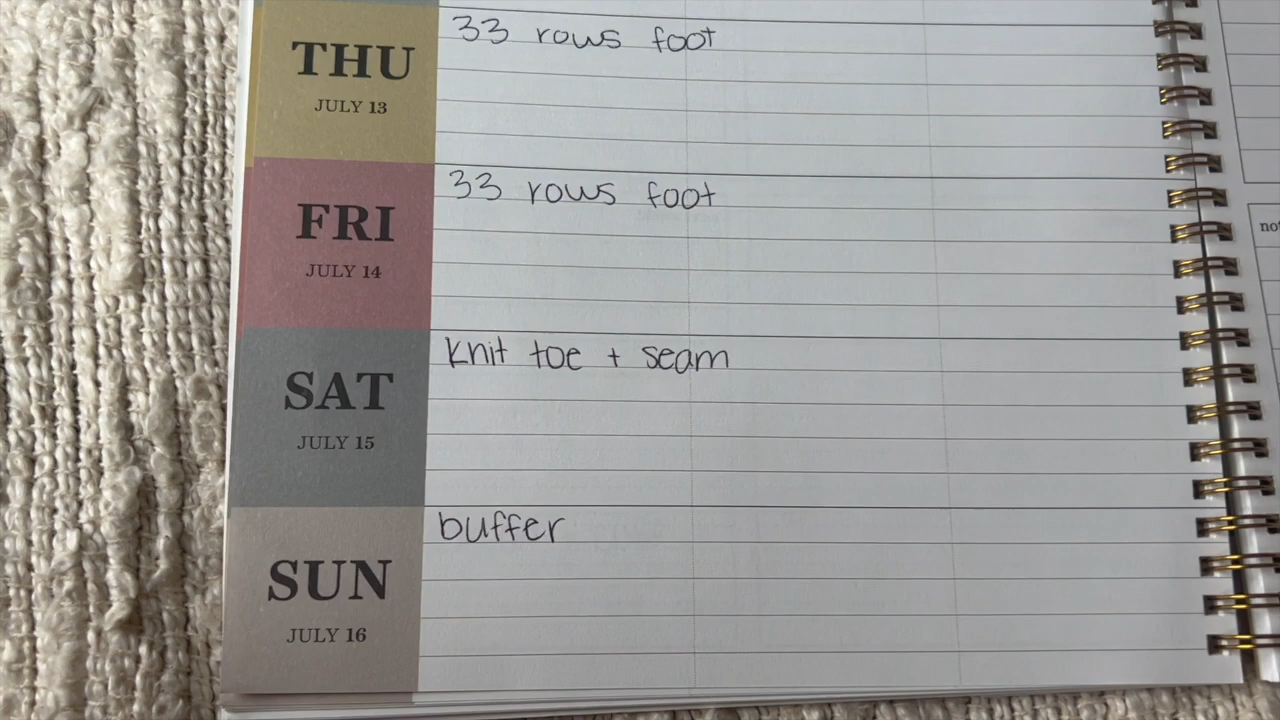 THU
JULY 13
33 rows foot
FRI
JULY 14
33 rows foot
SAT
JULY 15
knit toe + seam
SUN
JULY 16
buffer